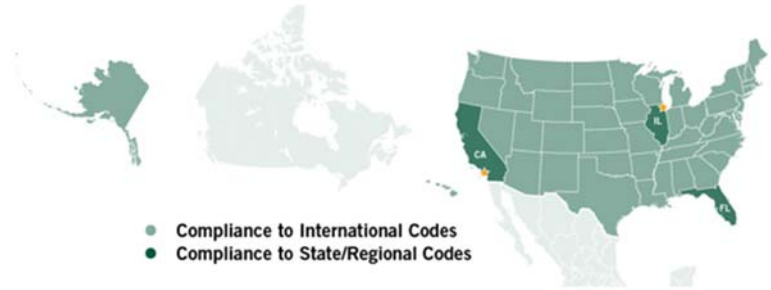 IL
CA
FL
Compliance to International Codes
Compliance to State/Regional Codes